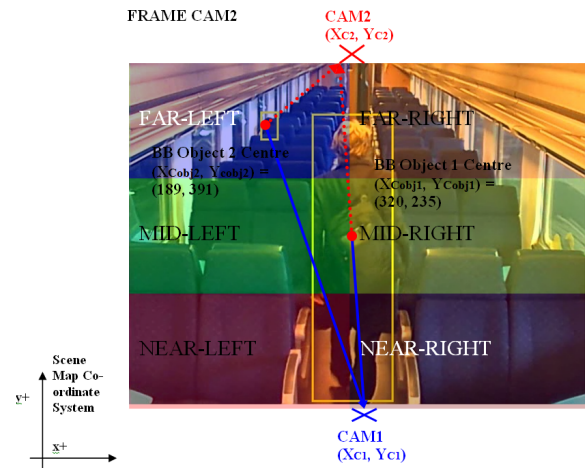 FRAME CAM2
CAM2
(XC2, YC2)
FAR-LEFT
FAR-RIGHT
BB Object 2 Centre
(XCobj2, Ycobj2) =
(189, 391)
BB Object 1 Centre
(XCobj1, YCobj1) =
(320, 235)
MID-LEFT
MID-RIGHT
NEAR-LEFT
NEAR-RIGHT
Scene
Map Co-
ordinate
System
y+
x+
CAM1
(XC1, YC1)